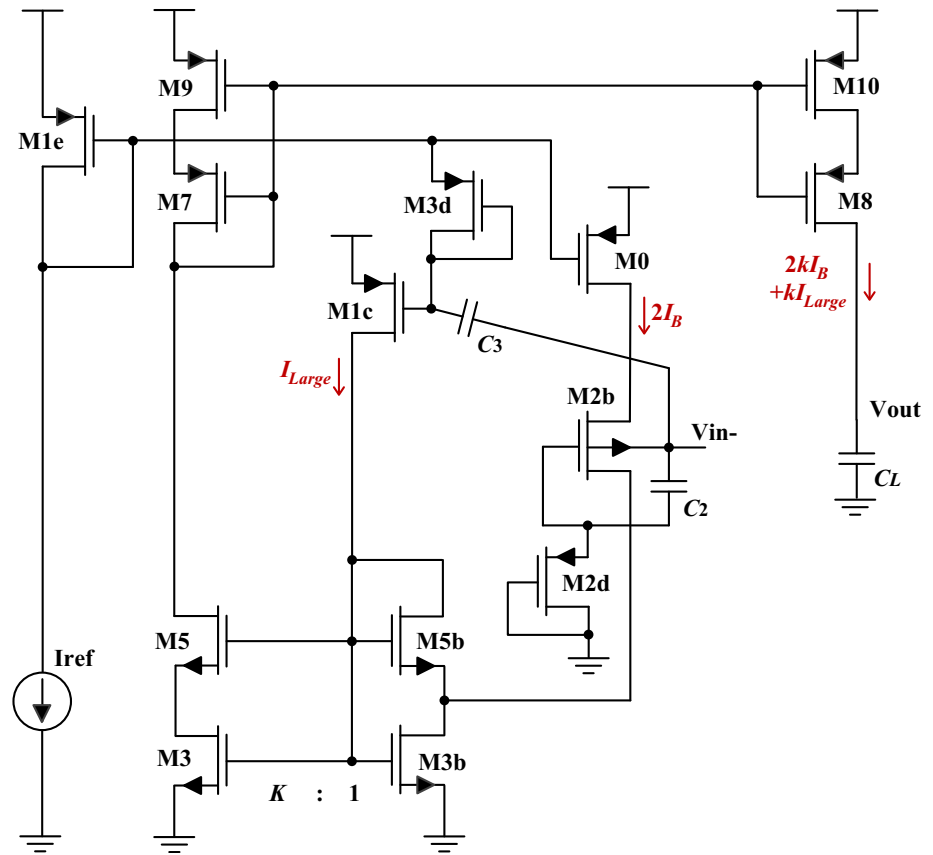 M9
M10
M1e
M7
M3d
M8
M0
2kI_B
+kI_Large
M1c
2I_B
C3
I_Large
M2b
Vout
Vin-
C2
CL
M2d
M5
M5b
Iref
M3
M3b
K : 1